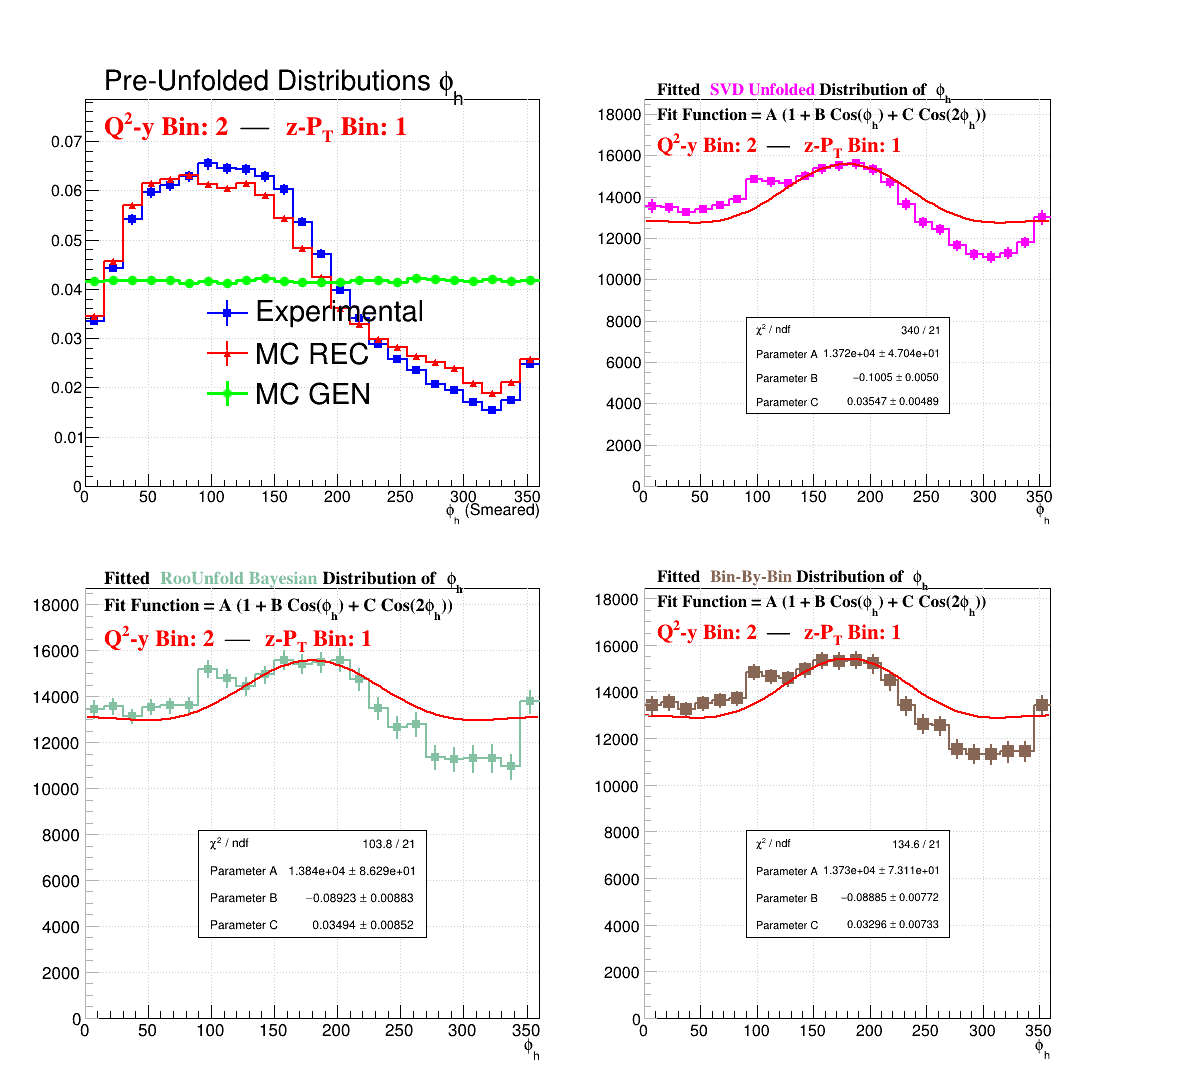 Pre-Unfolded Distributions ϕh
Q²-y Bin: 2 — z-PT Bin: 1
0.07
0.06
0.05
0.04
0.03
0.02
0.01
0
Experimental
MC REC
MC GEN
0 50 100 150 200 250 300 350
ϕh (Smeared)
Fitted SVD Unfolded Distribution of ϕh
Fit Function = A (1 + B Cos(ϕh) + C Cos(2ϕh))
Q²-y Bin: 2 — z-PT Bin: 1
18000
16000
14000
12000
10000
8000
6000
4000
2000
0
χ² / ndf 340 / 21
Parameter A 1.372e+04 ± 4.704e+01
Parameter B −0.1005 ± 0.0050
Parameter C 0.03547 ± 0.00489
0 50 100 150 200 250 300 350
ϕh
Fitted RooUnfold Bayesian Distribution of ϕh
Fit Function = A (1 + B Cos(ϕh) + C Cos(2ϕh))
Q²-y Bin: 2 — z-PT Bin: 1
18000
16000
14000
12000
10000
8000
6000
4000
2000
0
χ² / ndf 103.8 / 21
Parameter A 1.384e+04 ± 8.629e+01
Parameter B −0.08923 ± 0.00883
Parameter C 0.03494 ± 0.00852
0 50 100 150 200 250 300 350
ϕh
Fitted Bin-By-Bin Distribution of ϕh
Fit Function = A (1 + B Cos(ϕh) + C Cos(2ϕh))
Q²-y Bin: 2 — z-PT Bin: 1
18000
16000
14000
12000
10000
8000
6000
4000
2000
0
χ² / ndf 134.6 / 21
Parameter A 1.373e+04 ± 7.311e+01
Parameter B −0.08885 ± 0.00772
Parameter C 0.03296 ± 0.00733
0 50 100 150 200 250 300 350
ϕh